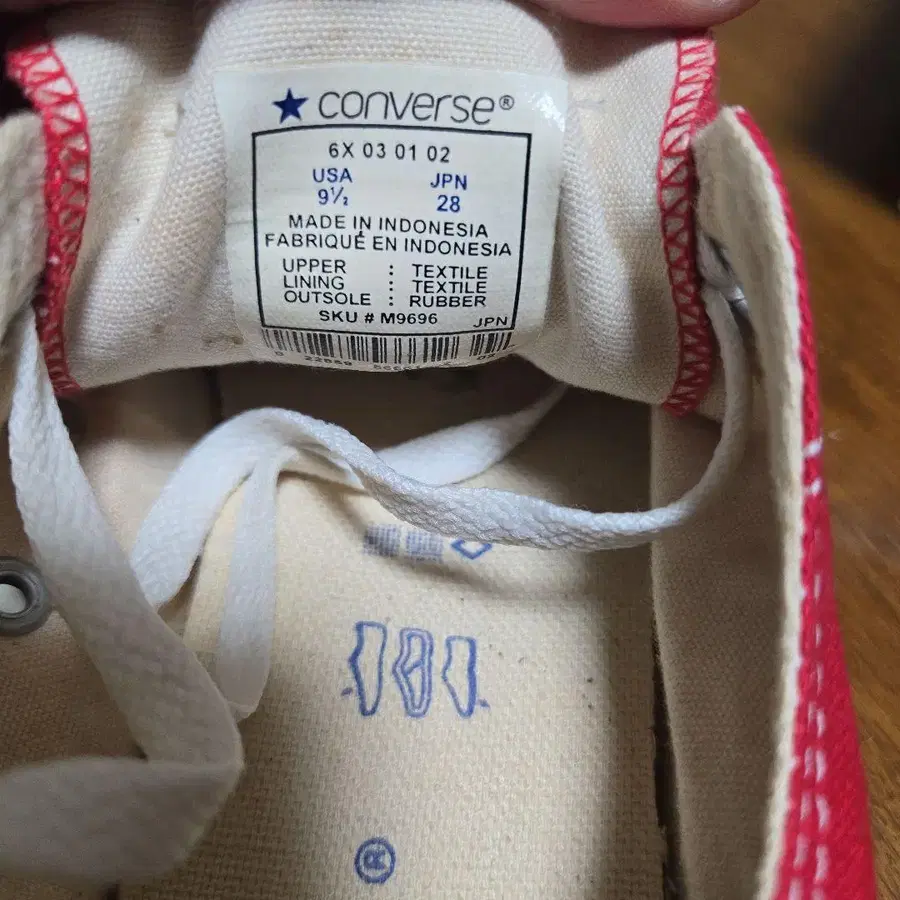 converse®
6X 03 01 02
USA JPN
9½ 28
MADE IN INDONESIA
FABRIQUÉ EN INDONESIA
UPPER : TEXTILE
LINING : TEXTILE
OUTSOLE : RUBBER
SKU # M9696 JPN
®